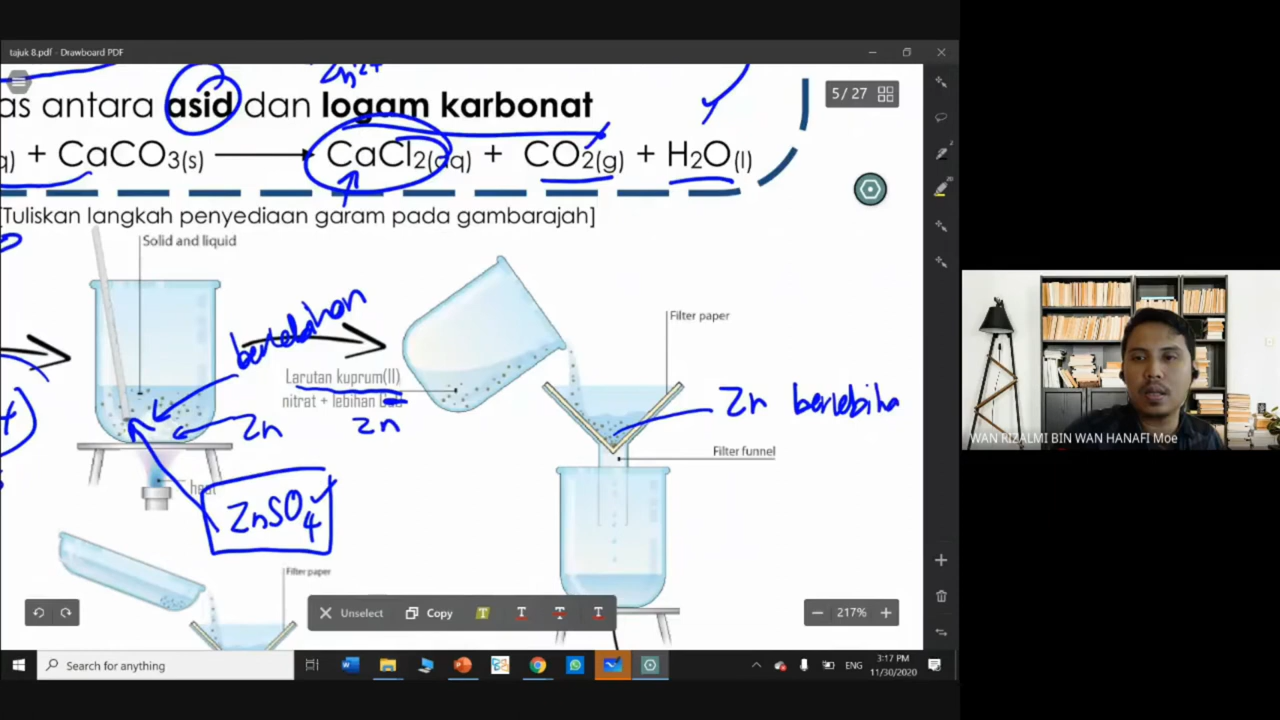 tajuk 8.pdf - Drawboard PDF
Zn2+
as antara asid dan logam karbonat
5 / 27
q) + CaCO3(s) → CaCl2(aq) + CO2(g) + H2O(l)
[Tuliskan langkah penyediaan garam pada gambarajah]
Solid and liquid
berlebihan
Filter paper
Larutan kuprum(II)
nitrat + lebihan
Zn
Zn
Zn berlebiha
WAN RIZALMI BIN WAN HANAFI Moe
Filter funnel
heat
ZnSO4
Filter paper
Unselect
Copy
T
T
T
T
217%
Search for anything
ENG
3:17 PM
11/30/2020